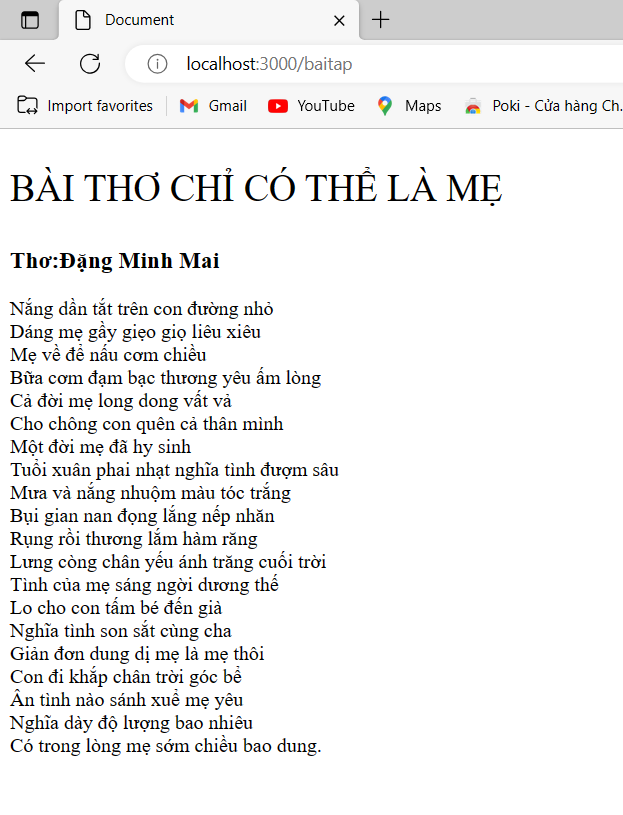 Document
localhost:3000/baitap
Import favorites
Gmail
YouTube
Maps
Poki - Cửa hàng Ch.
BÀI THƠ CHỈ CÓ THỂ LÀ MẸ
Thơ:Đặng Minh Mai
Nắng dần tắt trên con đường nhỏ
Dáng mẹ gầy giẹo giọ liêu xiêu
Mẹ về để nấu cơm chiều
Bữa cơm đạm bạc thương yêu ấm lòng
Cả đời mẹ long dong vất vả
Cho chông con quên cả thân mình
Một đời mẹ đã hy sinh
Tuổi xuân phai nhạt nghĩa tình đượm sâu
Mưa và nắng nhuộm màu tóc trắng
Bụi gian nan đọng lắng nếp nhăn
Rụng rồi thương lắm hàm răng
Lưng còng chân yếu ánh trăng cuối trời
Tình của mẹ sáng ngời dương thế
Lo cho con tấm bé đến già
Nghĩa tình son sắt cùng cha
Giản đơn dung dị mẹ là mẹ thôi
Con đi khắp chân trời góc bể
Ân tình nào sánh xuể mẹ yêu
Nghĩa dày độ lượng bao nhiêu
Có trong lòng mẹ sớm chiều bao dung.